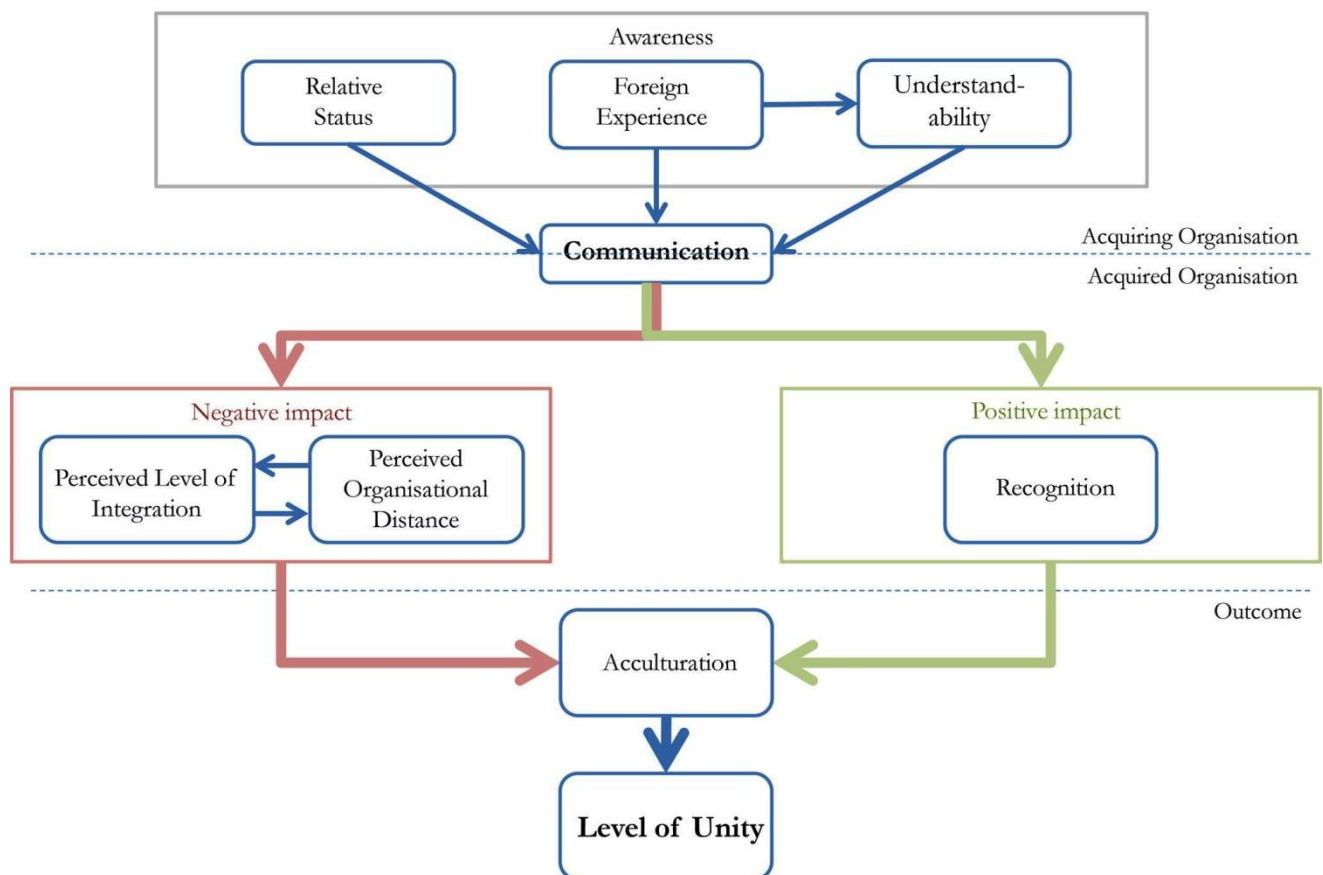 Awareness
Relative
Status
Foreign
Experience
Understand-
ability
Communication
Acquiring Organisation
Acquired Organisation
Negative impact
Perceived Level of
Integration
Perceived
Organisational
Distance
Positive impact
Recognition
Outcome
Acculturation
Level of Unity